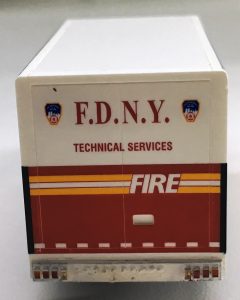 F.D.N.Y.
TECHNICAL SERVICES
FIRE